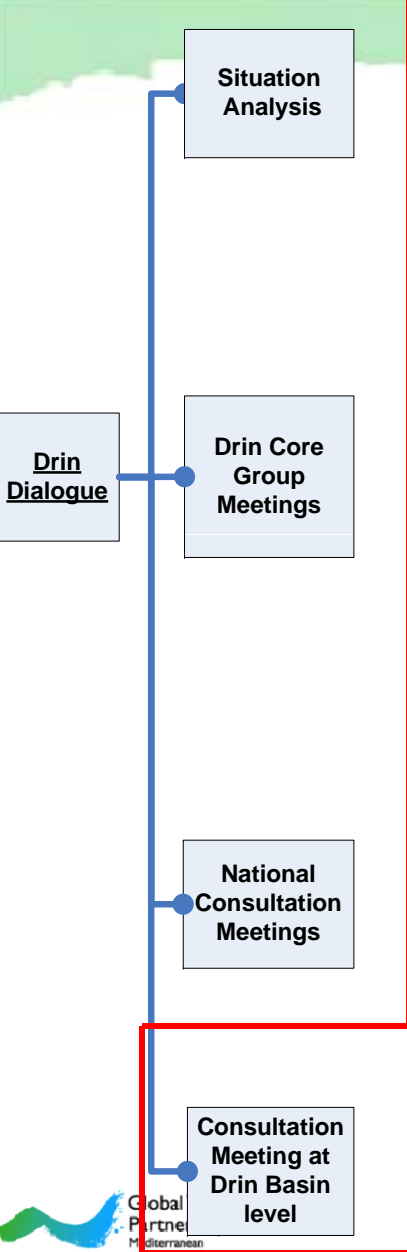 Situation
Analysis
Drin
Dialogue
Drin Core
Group
Meetings
National
Consultation
Meetings
Consultation
Meeting at
Drin Basin
level
Global
Partner
Mediterranean